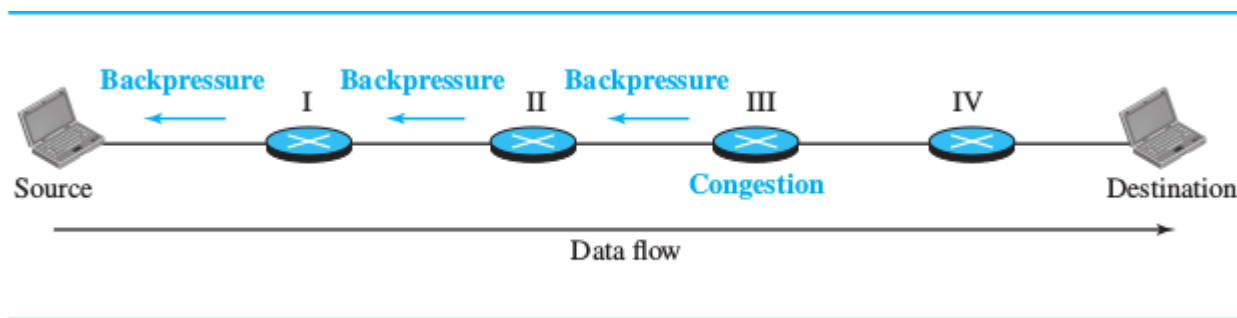 Backpressure Backpressure Backpressure
I II III IV
Source Congestion Destination
Data flow